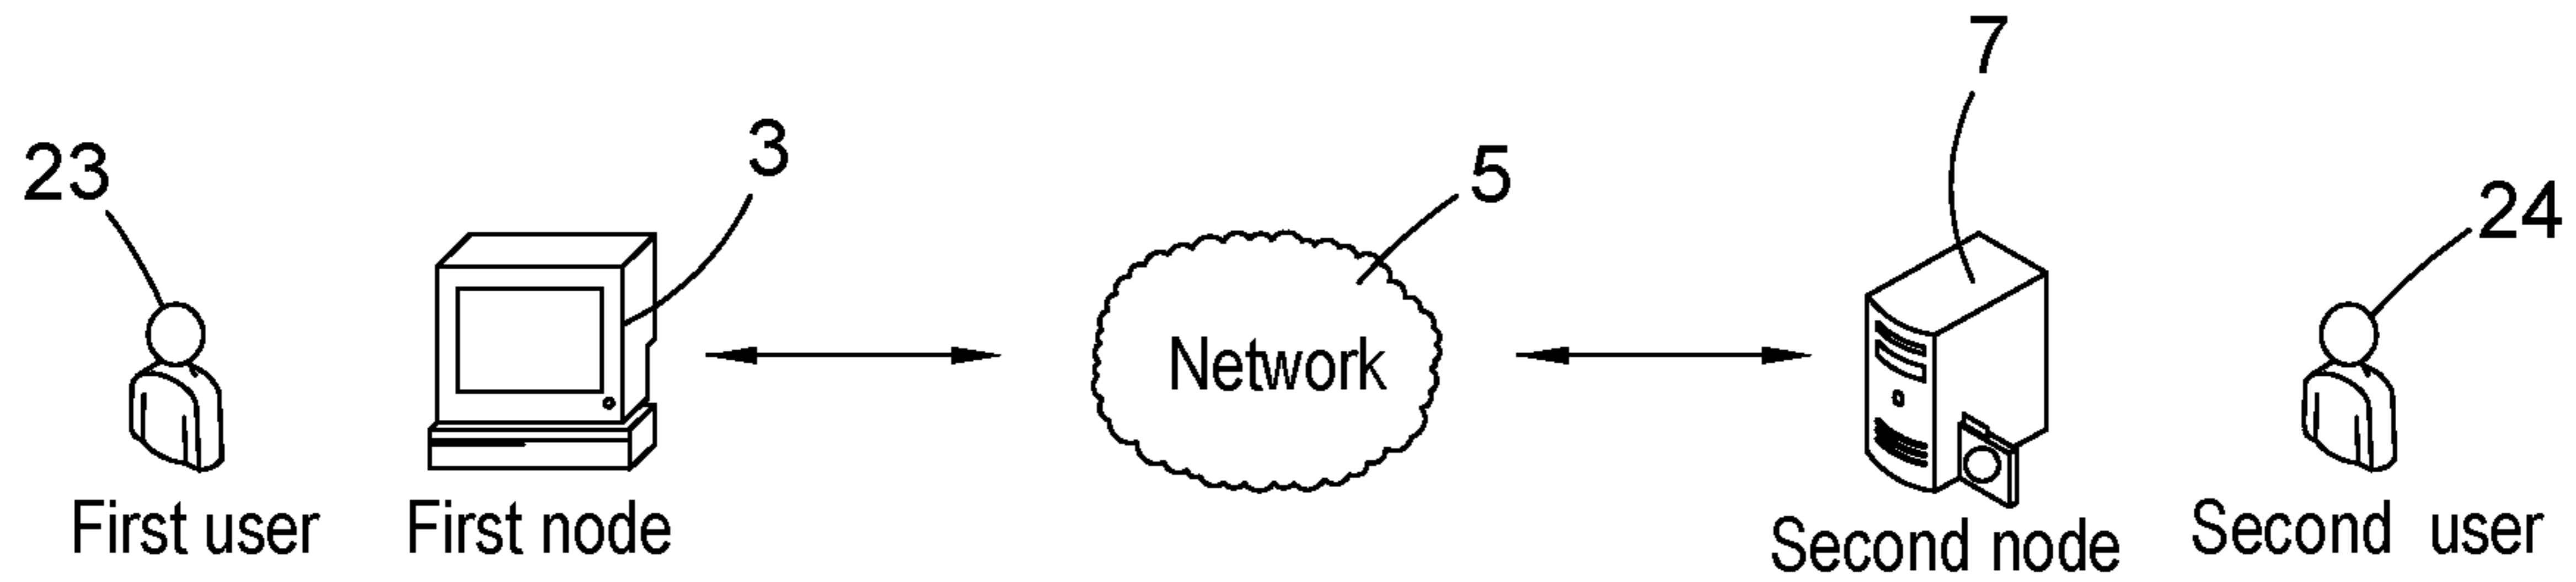 23
3
5
7
24
Network
First user
First node
Second node
Second user